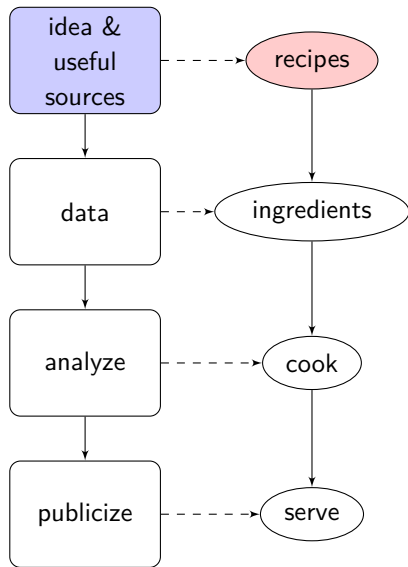 idea &
useful
sources
recipes
data
ingredients
analyze
cook
publicize
serve